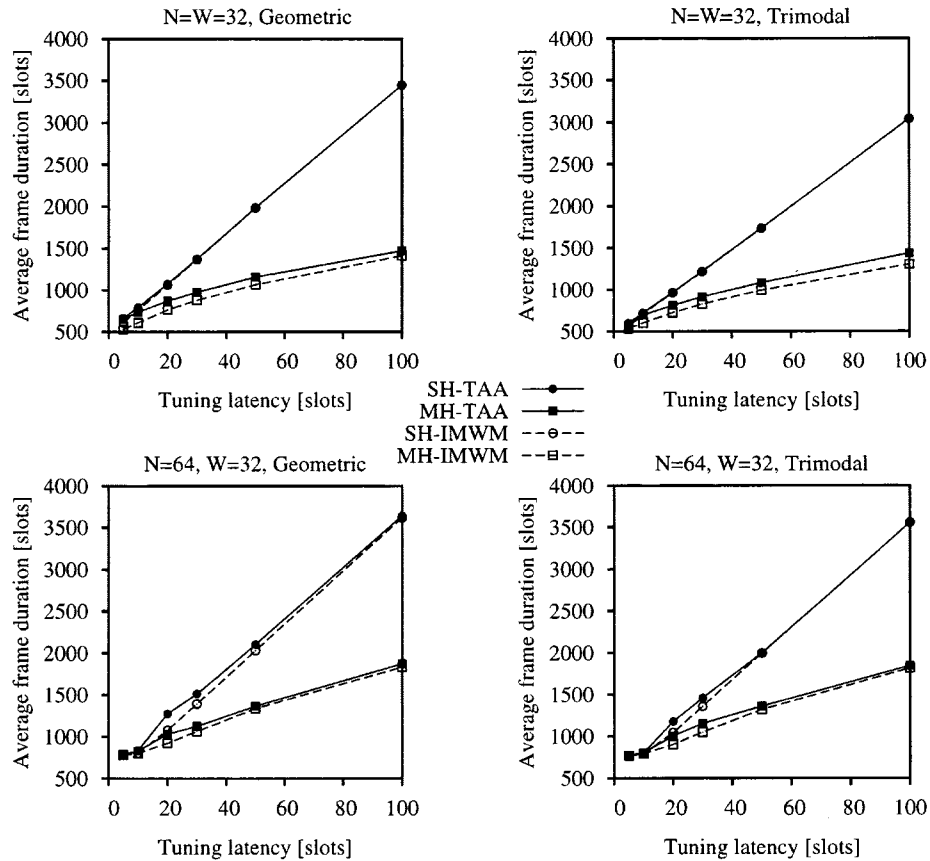 N=W=32, Geometric
Average frame duration [slots]
4000
3500
3000
2500
2000
1500
1000
500
0 20 40 60 80 100
Tuning latency [slots]
N=W=32, Trimodal
Average frame duration [slots]
4000
3500
3000
2500
2000
1500
1000
500
0 20 40 60 80 100
Tuning latency [slots]
SH-TAA
MH-TAA
SH-IMWM
MH-IMWM
N=64, W=32, Geometric
Average frame duration [slots]
4000
3500
3000
2500
2000
1500
1000
500
0 20 40 60 80 100
Tuning latency [slots]
N=64, W=32, Trimodal
Average frame duration [slots]
4000
3500
3000
2500
2000
1500
1000
500
0 20 40 60 80 100
Tuning latency [slots]